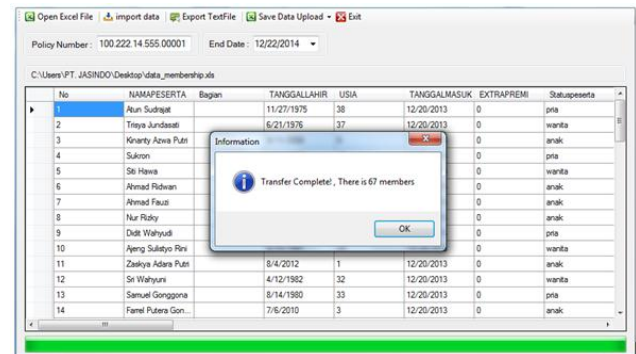 Open Excel File import data Export TextFile Save Data Upload Exit
Policy Number : 100.222.14.555.00001 End Date : 12/22/2014
C:\Users\PT. JASINDO\Desktop\data_membership.xls
No NAMAPESERTA Bagian TANGGALLAHIR USIA TANGGALMASUK EXTRAPREMI Statuspeserta
1 Atun Sudrajat 11/27/1975 38 12/20/2013 0 pria
2 Trisya Jundasati 6/21/1976 37 12/20/2013 0 wanita
3 Kinanty Azwa Putri 0 anak
Information
4 Sukron 0 pria
5 Siti Hawa 0 wanita
Transfer Complete! , There is 67 members
6 Ahmad Ridwan 0 anak
7 Ahmad Fauzi 0 anak
8 Nur Rizky 0 anak
OK
9 Didit Wahyudi 0 pria
10 Ajeng Sulistyo Rini 0 wanita
11 Zaskya Adara Putri 8/4/2012 1 12/20/2013 0 anak
12 Sri Wahyuni 4/12/1982 32 12/20/2013 0 wanita
13 Samuel Gonggona 8/14/1980 33 12/20/2013 0 pria
14 Farrel Putera Gon... 7/6/2010 3 12/20/2013 0 anak